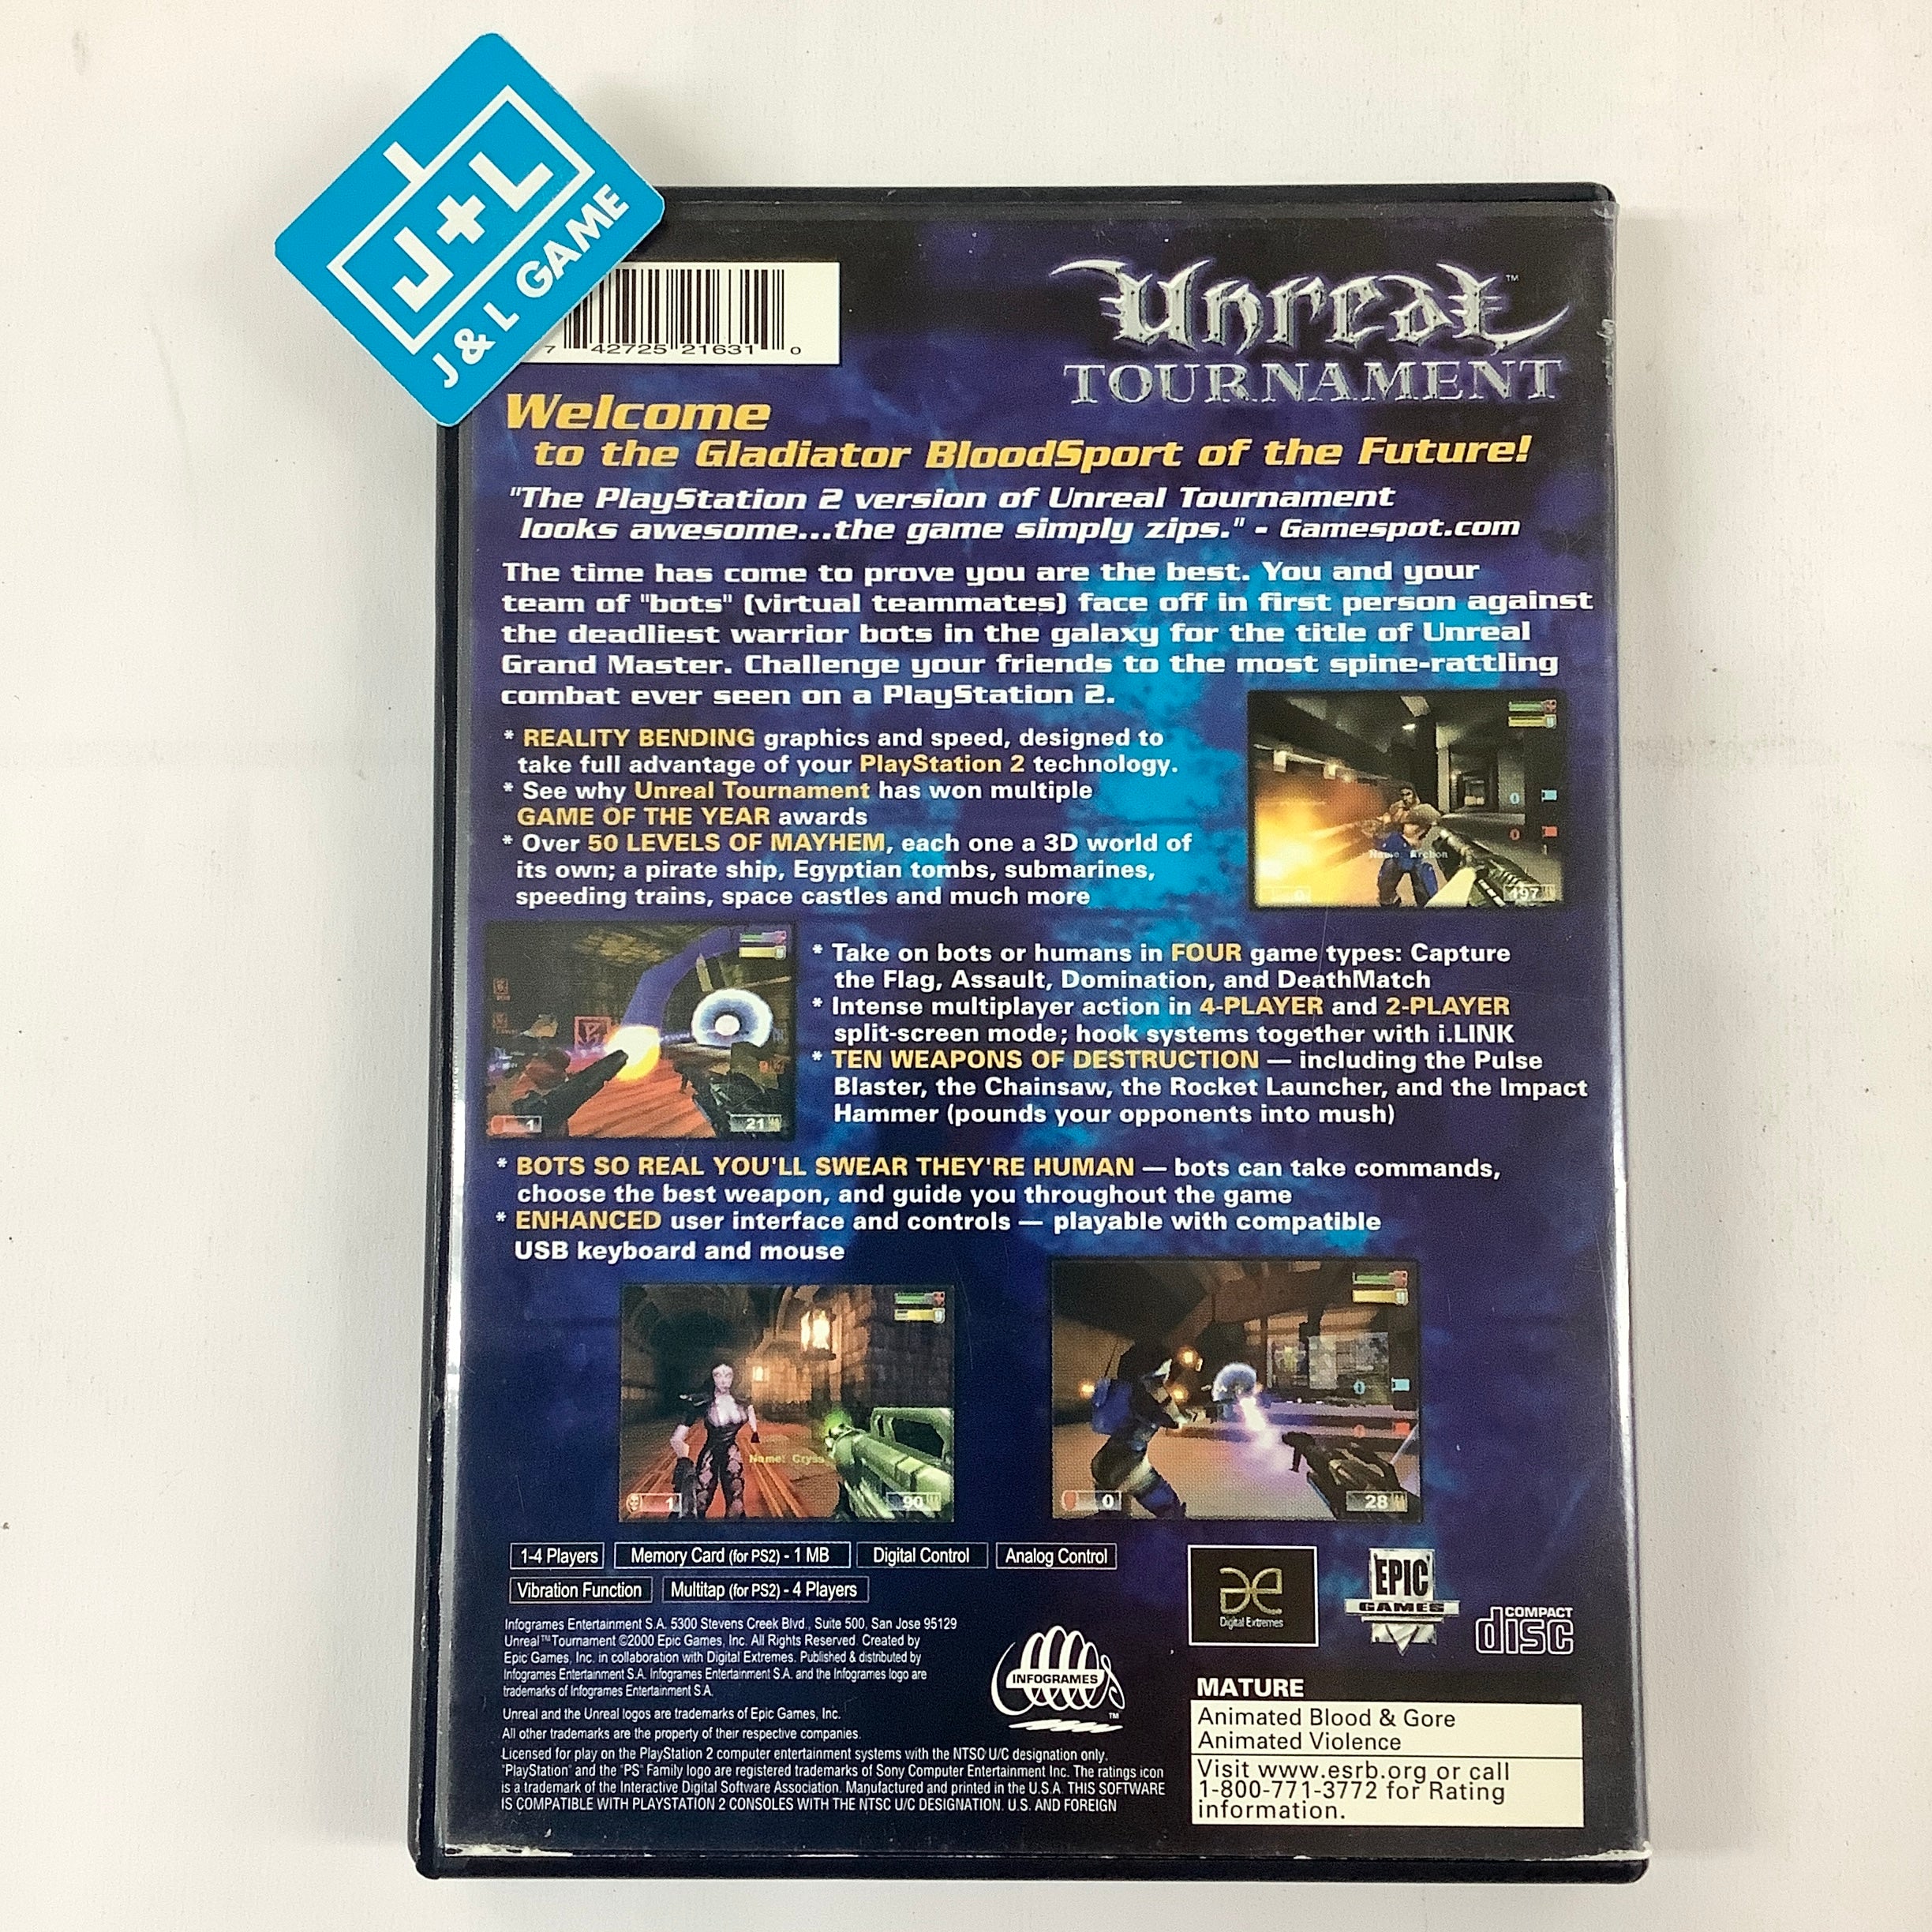 J+L
J & L GAME
7 42725 21631 0
Unreal™
TOURNAMENT
Welcome
to the Gladiator BloodSport of the Future!
"The PlayStation 2 version of Unreal Tournament
looks awesome...the game simply zips." - Gamespot.com
The time has come to prove you are the best. You and your
team of "bots" (virtual teammates) face off in first person against
the deadliest warrior bots in the galaxy for the title of Unreal
Grand Master. Challenge your friends to the most spine-rattling
combat ever seen on a PlayStation 2.
* REALITY BENDING graphics and speed, designed to
take full advantage of your PlayStation 2 technology.
* See why Unreal Tournament has won multiple
GAME OF THE YEAR awards
* Over 50 LEVELS OF MAYHEM, each one a 3D world of
its own; a pirate ship, Egyptian tombs, submarines,
speeding trains, space castles and much more
0
0
Name: Archon
0
197
* Take on bots or humans in FOUR game types: Capture
the Flag, Assault, Domination, and DeathMatch
* Intense multiplayer action in 4-PLAYER and 2-PLAYER
split-screen mode; hook systems together with i.LINK
* TEN WEAPONS OF DESTRUCTION — including the Pulse
Blaster, the Chainsaw, the Rocket Launcher, and the Impact
Hammer (pounds your opponents into mush)
1
21
* BOTS SO REAL YOU'LL SWEAR THEY'RE HUMAN — bots can take commands,
choose the best weapon, and guide you throughout the game
* ENHANCED user interface and controls — playable with compatible
USB keyboard and mouse
Name: Cryss
1
90
0
0
0
28
1-4 Players
Memory Card (for PS2) - 1 MB
Digital Control
Analog Control
Vibration Function
Multitap (for PS2) - 4 Players
Infogrames Entertainment S.A. 5300 Stevens Creek Blvd., Suite 500, San Jose 95129
Unreal™ Tournament ©2000 Epic Games, Inc. All Rights Reserved. Created by
Epic Games, Inc. in collaboration with Digital Extremes. Published & distributed by
Infogrames Entertainment S.A. Infogrames Entertainment S.A. and the Infogrames logo are
trademarks of Infogrames Entertainment S.A.
Unreal and the Unreal logos are trademarks of Epic Games, Inc.
All other trademarks are the property of their respective companies.
Licensed for play on the PlayStation 2 computer entertainment systems with the NTSC U/C designation only.
"PlayStation" and the "PS" Family logo are registered trademarks of Sony Computer Entertainment Inc. The ratings icon
is a trademark of the Interactive Digital Software Association. Manufactured and printed in the U.S.A. THIS SOFTWARE
IS COMPATIBLE WITH PLAYSTATION 2 CONSOLES WITH THE NTSC U/C DESIGNATION. U.S. AND FOREIGN
INFOGRAMES™
de
Digital Extremes
EPIC
GAMES
COMPACT
disc
MATURE
Animated Blood & Gore
Animated Violence
Visit www.esrb.org or call
1-800-771-3772 for Rating
information.